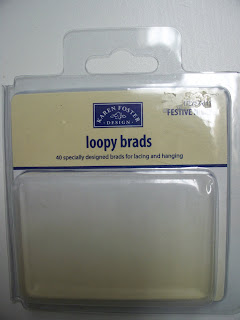 KAREN FOSTER
DESIGN
FESTIVE
loopy brads
40 specially designed brads for lacing and hanging